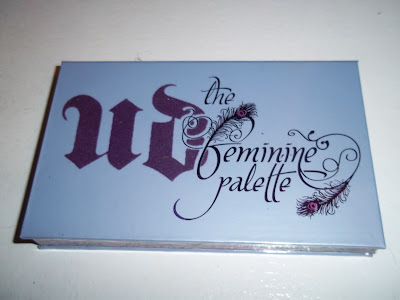 UD
the
feminine
palette